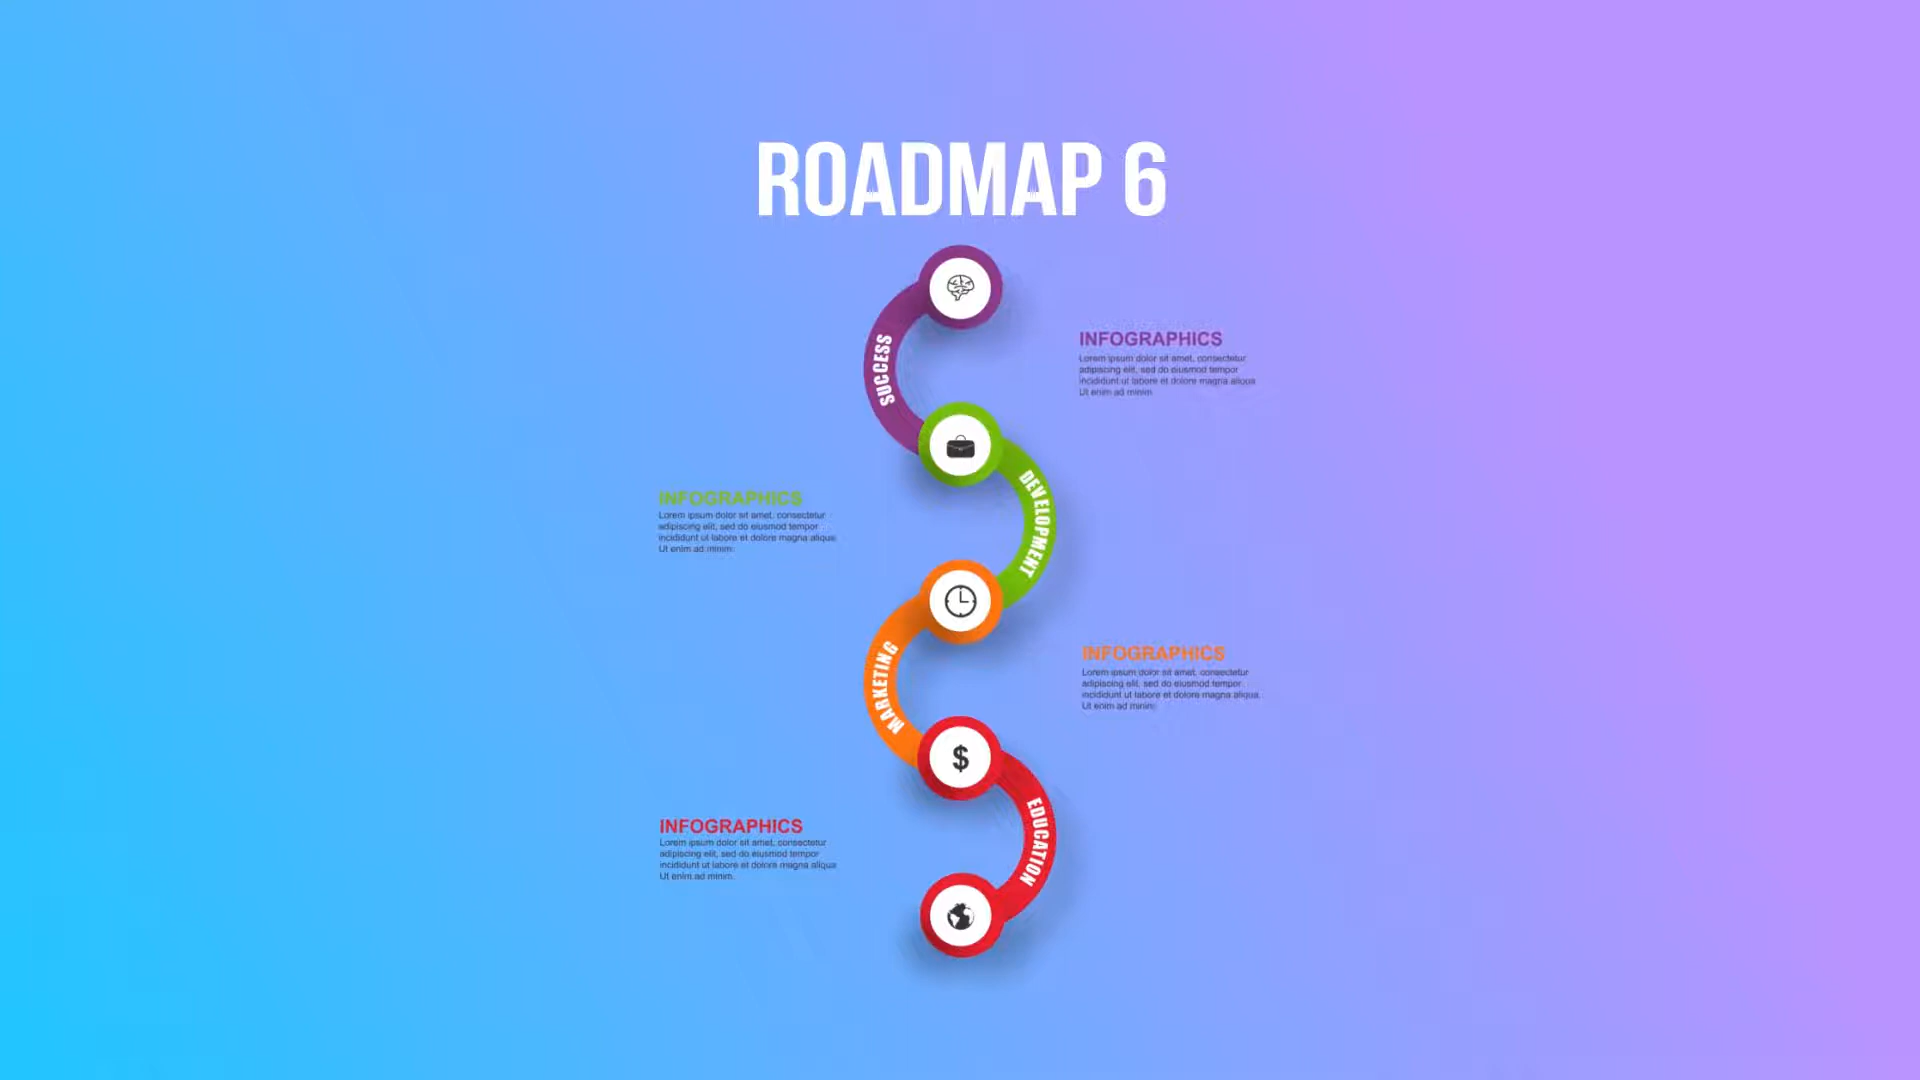 ROADMAP 6
SUCCESS
INFOGRAPHICS
Lorem ipsum dolor sit amet, consectetur
adipiscing elit, sed do eiusmod tempor
incididunt ut labore et dolore magna aliqua
Ut enim ad minim
DEVELOPMENT
INFOGRAPHICS
Lorem ipsum dolor sit amet, consectetur
adipiscing elit, sed do eiusmod tempor
incididunt ut labore et dolore magna aliqua
Ut enim ad minim.
MARKETING
INFOGRAPHICS
Lorem ipsum dolor sit amet, consectetur
adipiscing elit, sed do eiusmod tempor
incididunt ut labore et dolore magna aliqua.
Ut enim ad minim.
$
EDUCATION
INFOGRAPHICS
Lorem ipsum dolor sit amet, consectetur
adipiscing elit, sed do eiusmod tempor
incididunt ut labore et dolore magna aliqua
Ut enim ad minim.